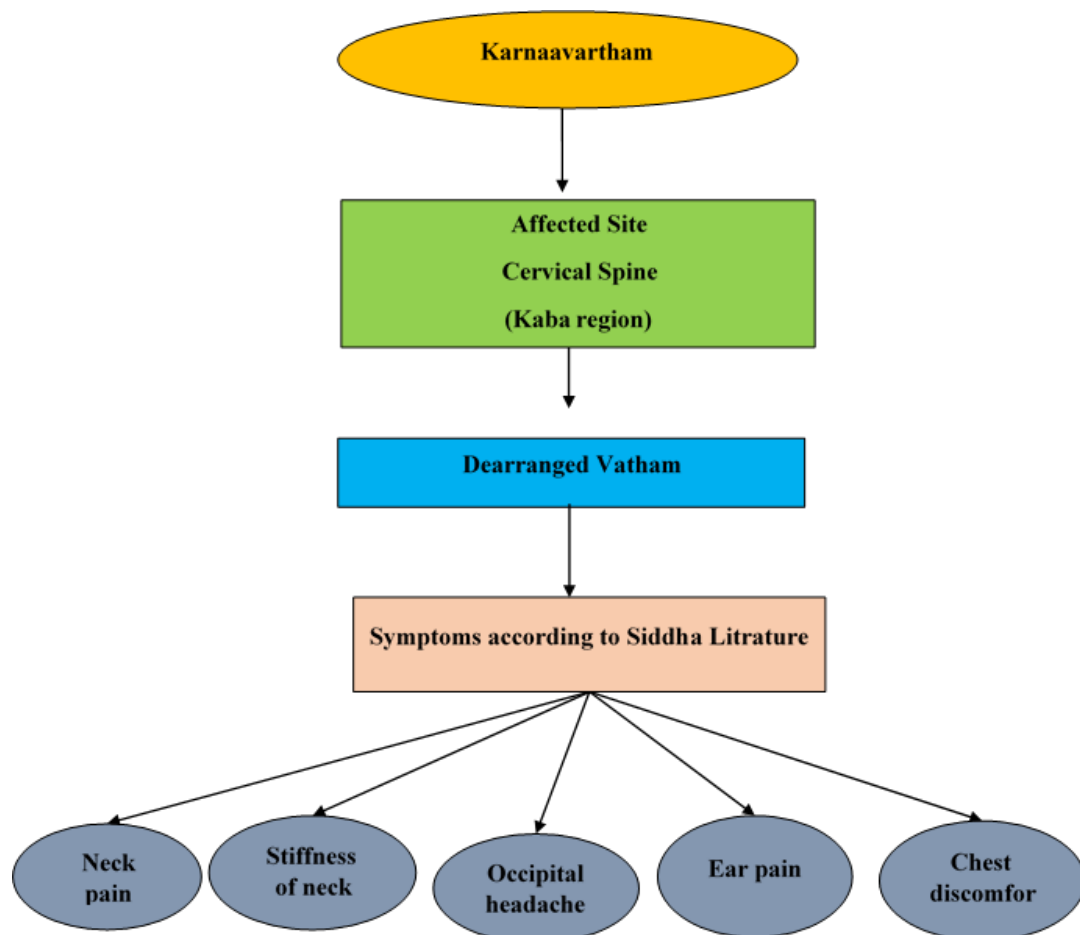 Karnaavartham
Affected Site
Cervical Spine
(Kaba region)
Dearranged Vatham
Symptoms according to Siddha Litrature
Neck
pain
Stiffness
of neck
Occipital
headache
Ear pain
Chest
discomfor